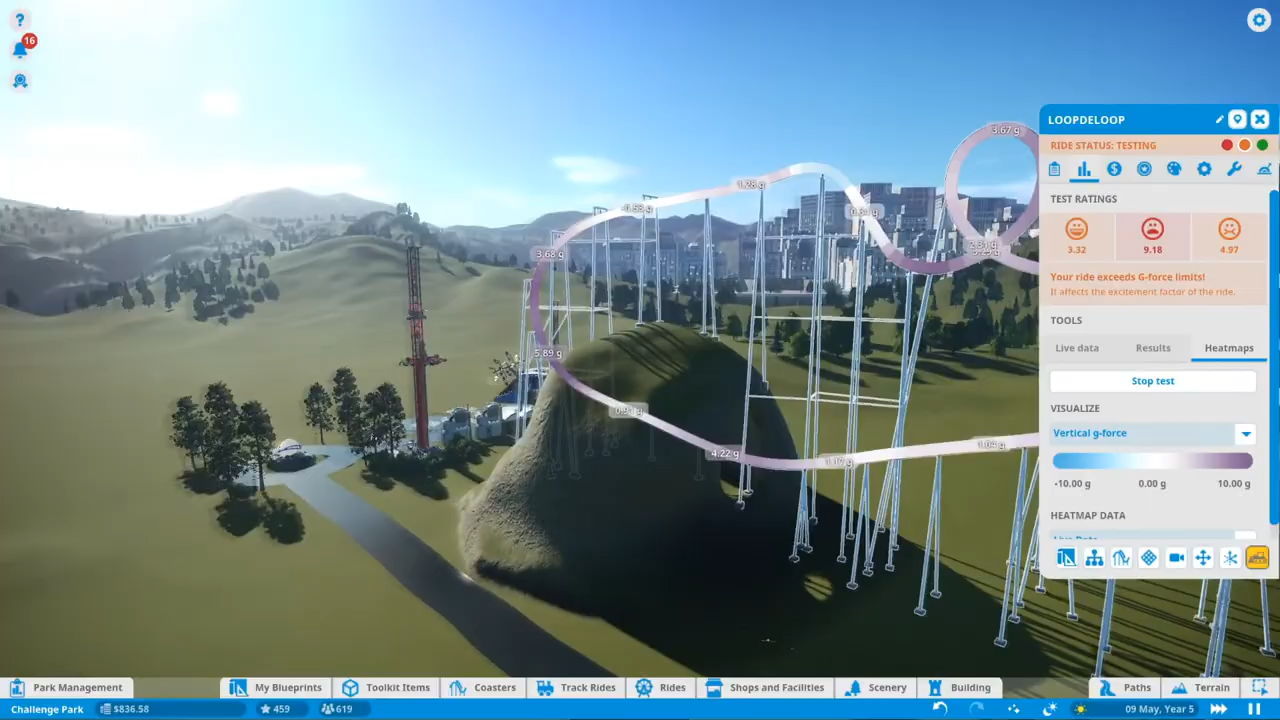 ?
16
3.67 g
1.28 g
-0.53 g
3.68 g
5.89 g
4.22 g
1.04 g
LOOPDELOOP
RIDE STATUS: TESTING
TEST RATINGS
3.32
9.18
4.97
Your ride exceeds G-force limits!
It affects the excitement factor of the ride.
TOOLS
Live data
Results
Heatmaps
Stop test
VISUALIZE
Vertical g-force
-10.00 g
0.00 g
10.00 g
HEATMAP DATA
Park Management
My Blueprints
Toolkit Items
Coasters
Track Rides
Rides
Shops and Facilities
Scenery
Building
Paths
Terrain
Challenge Park
$836.58
459
619
09 May, Year 5